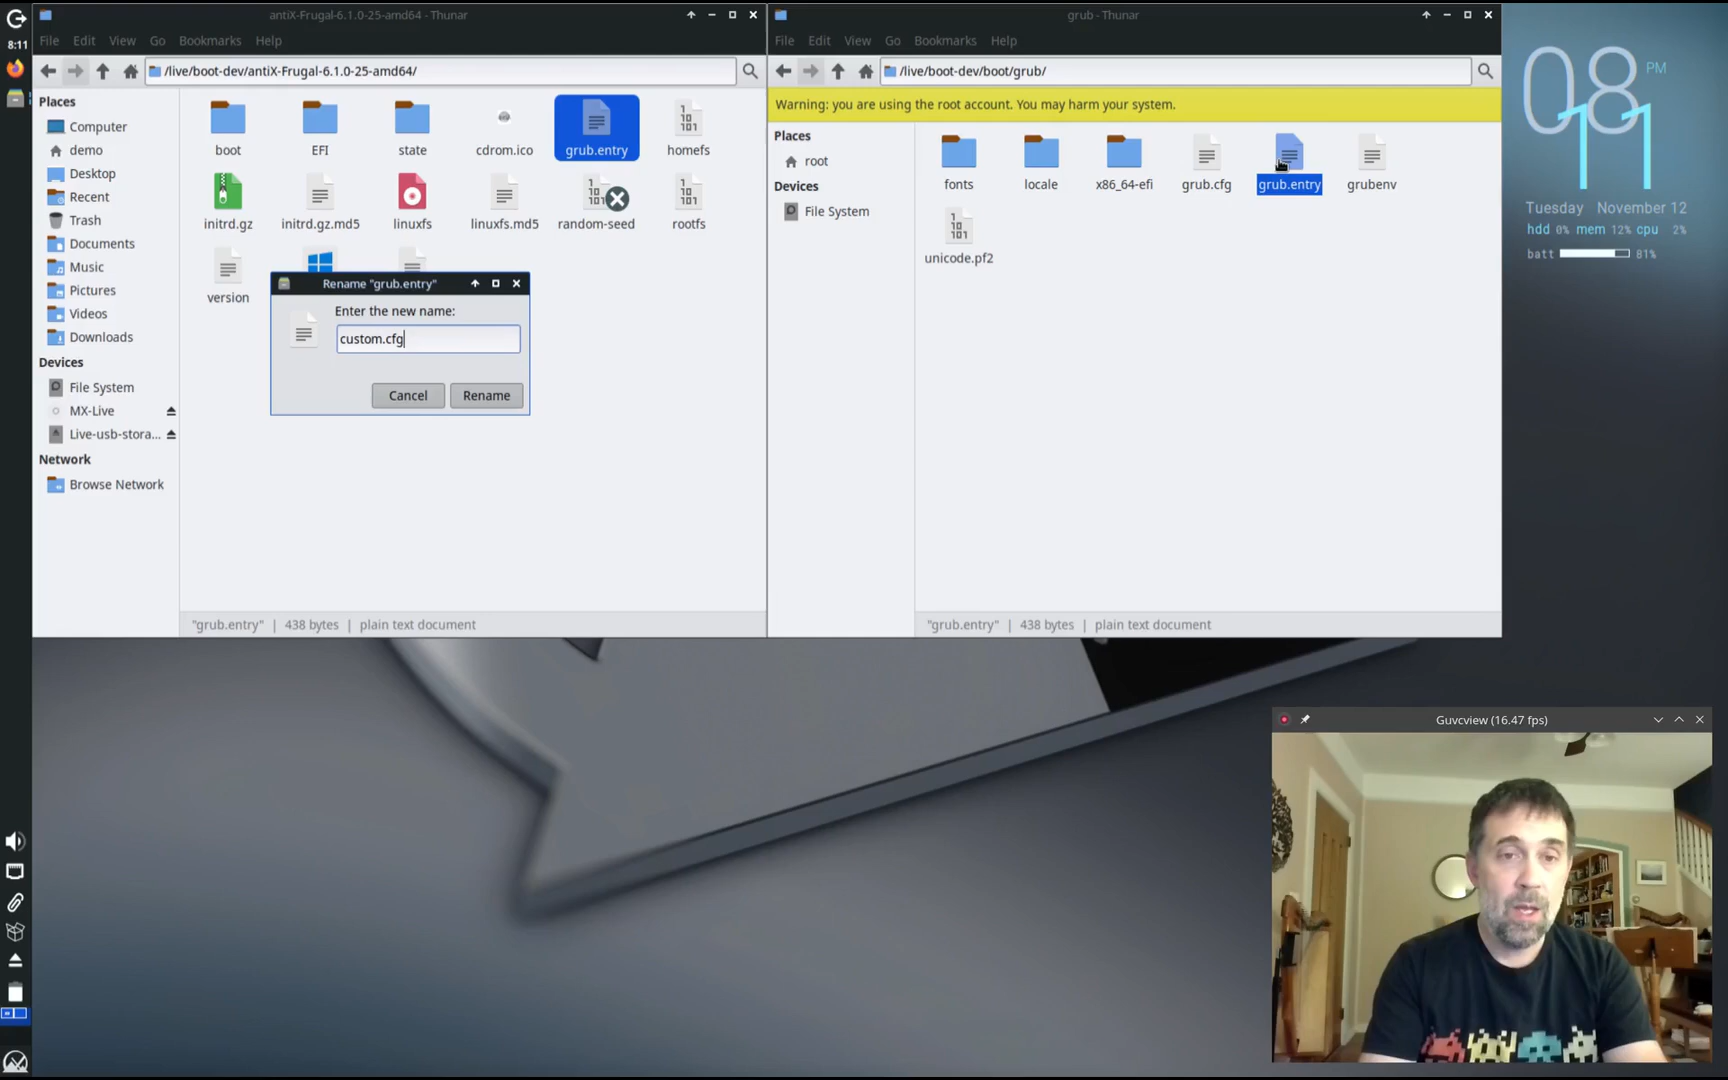 8:11
antiX-Frugal-6.1.0-25-amd64 - Thunar
File Edit View Go Bookmarks Help
/live/boot-dev/antiX-Frugal-6.1.0-25-amd64/
Places
Computer
demo
Desktop
Recent
Trash
Documents
Music
Pictures
Videos
Downloads
Devices
File System
MX-Live
Live-usb-stora...
Network
Browse Network
boot EFI state cdrom.ico grub.entry homefs
initrd.gz initrd.gz.md5 linuxfs linuxfs.md5 random-seed rootfs
version
Rename "grub.entry"
Enter the new name:
custom.cfg
Cancel Rename
"grub.entry" | 438 bytes | plain text document
grub - Thunar
File Edit View Go Bookmarks Help
/live/boot-dev/boot/grub/
Warning: you are using the root account. You may harm your system.
Places
root
Devices
File System
fonts locale x86_64-efi grub.cfg grub.entry grubenv
unicode.pf2
"grub.entry" | 438 bytes | plain text document
08 PM
11
Tuesday November 12
hdd 0% mem 12% cpu 2%
batt 81%
Guvcview (16.47 fps)